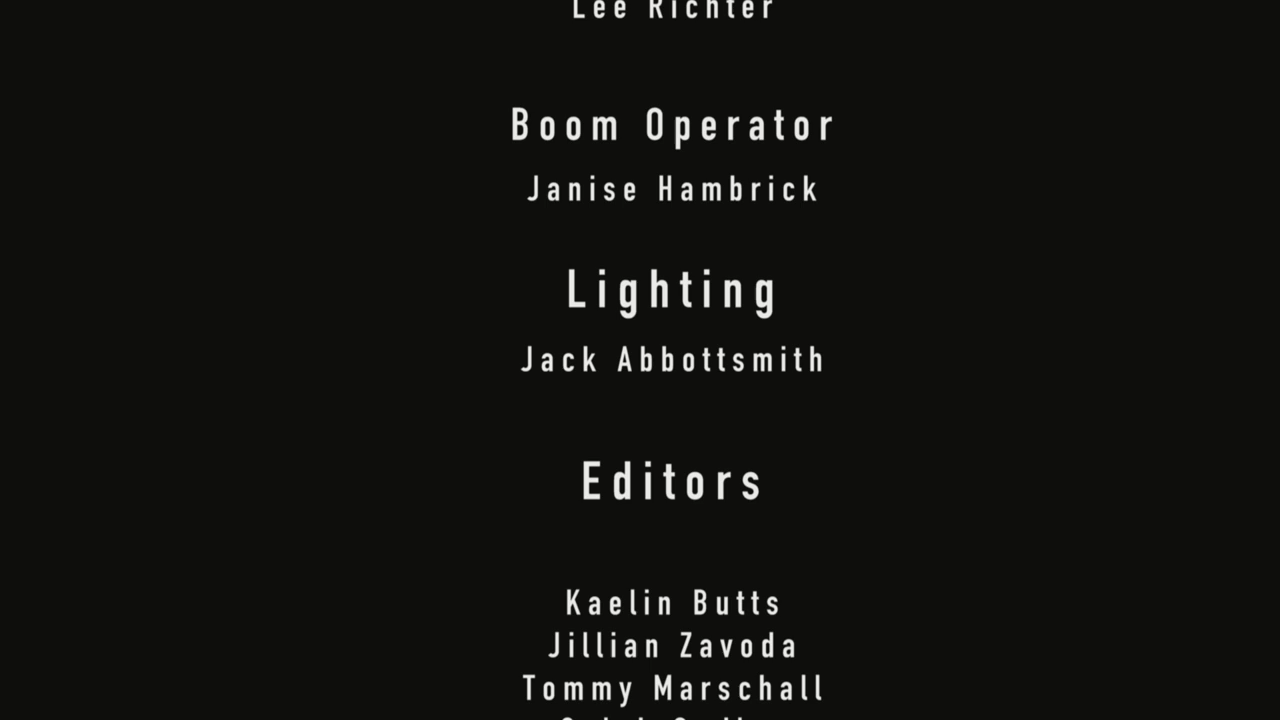 Lee Richter
Boom Operator
Janise Hambrick
Lighting
Jack Abbottsmith
Editors
Kaelin Butts
Jillian Zavoda
Tommy Marschall